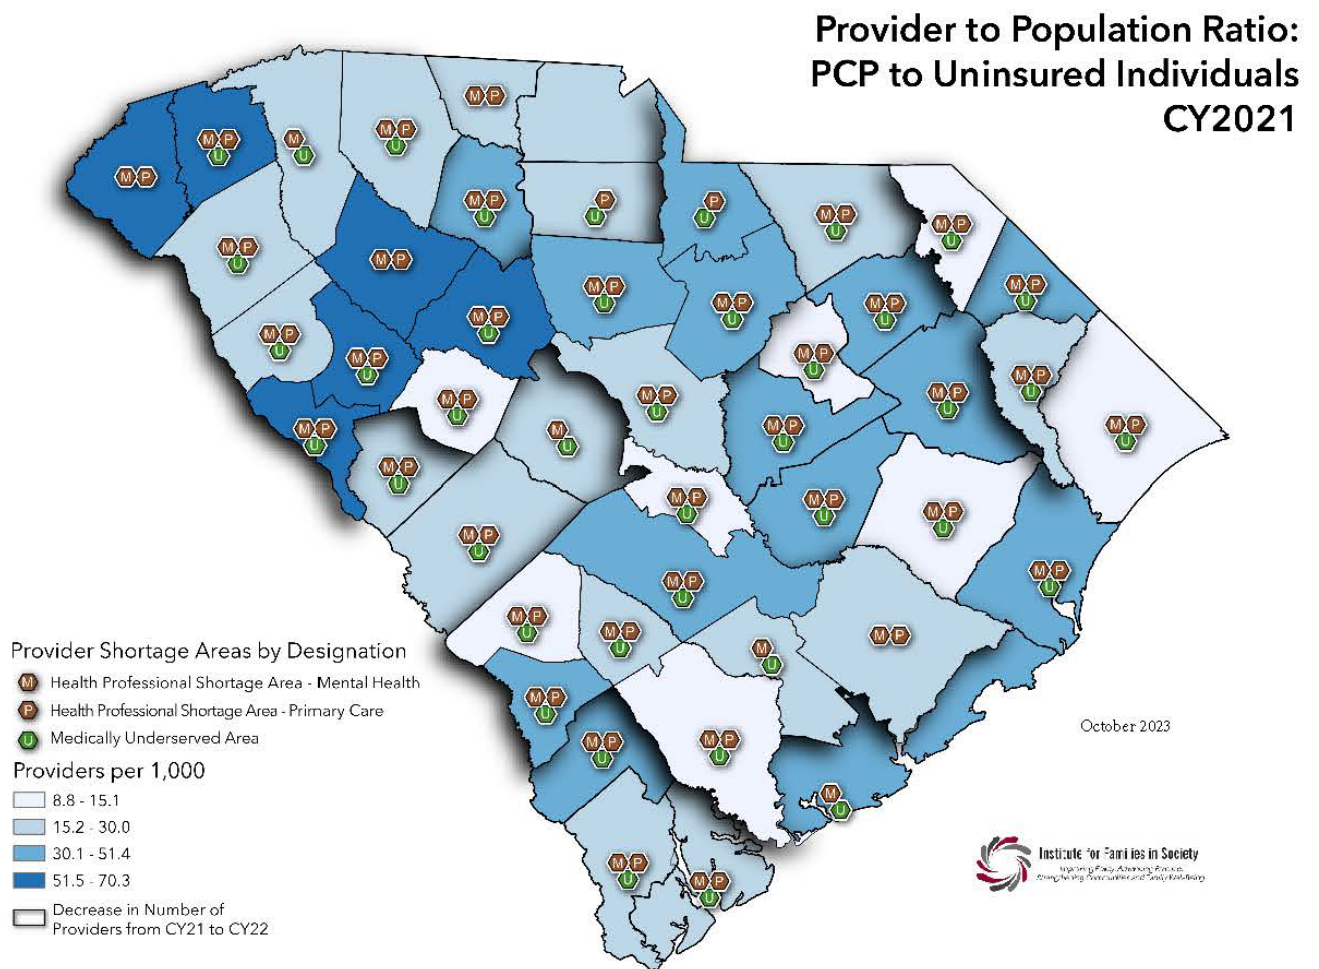 Provider to Population Ratio:
PCP to Uninsured Individuals
CY2021
M P
M P
U
M P
U
M
U
M P
M P
U
P
U
P
U
M P
U
M P
U
M P
U
M P
M P
U
M P
U
M P
U
M P
U
M P
U
M P
U
M P
U
M P
U
M P
U
M P
U
M P
U
M P
U
M P
U
M
U
M P
U
M P
U
M P
U
M P
U
M P
U
M P
U
M P
U
M P
U
M P
U
M P
U
M P
U
M
U
M P
M P
U
M P
U
M P
U
M
U
M P
U
M P
U
Provider Shortage Areas by Designation
M Health Professional Shortage Area - Mental Health
P Health Professional Shortage Area - Primary Care
U Medically Underserved Area
Providers per 1,000
8.8 - 15.1
15.2 - 30.0
30.1 - 51.4
51.5 - 70.3
Decrease in Number of
Providers from CY21 to CY22
October 2023
Institute for Families in Society